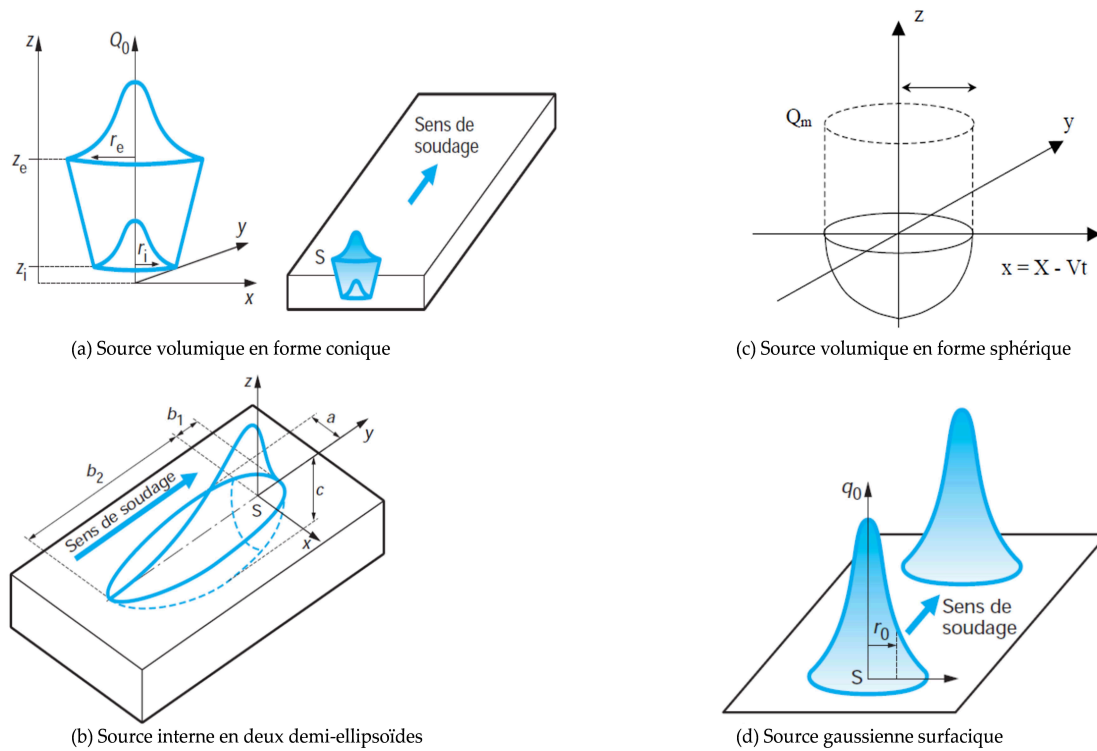 z
Q0
re
ze
y
ri
zi
x
Sens de
soudage
S
(a) Source volumique en forme conique
z
Qm
y
x = X - Vt
(c) Source volumique en forme sphérique
z
b1
a
y
b2
c
Sens de soudage
S
x
(b) Source interne en deux demi-ellipsoïdes
q0
Sens de
soudage
r0
S
(d) Source gaussienne surfacique